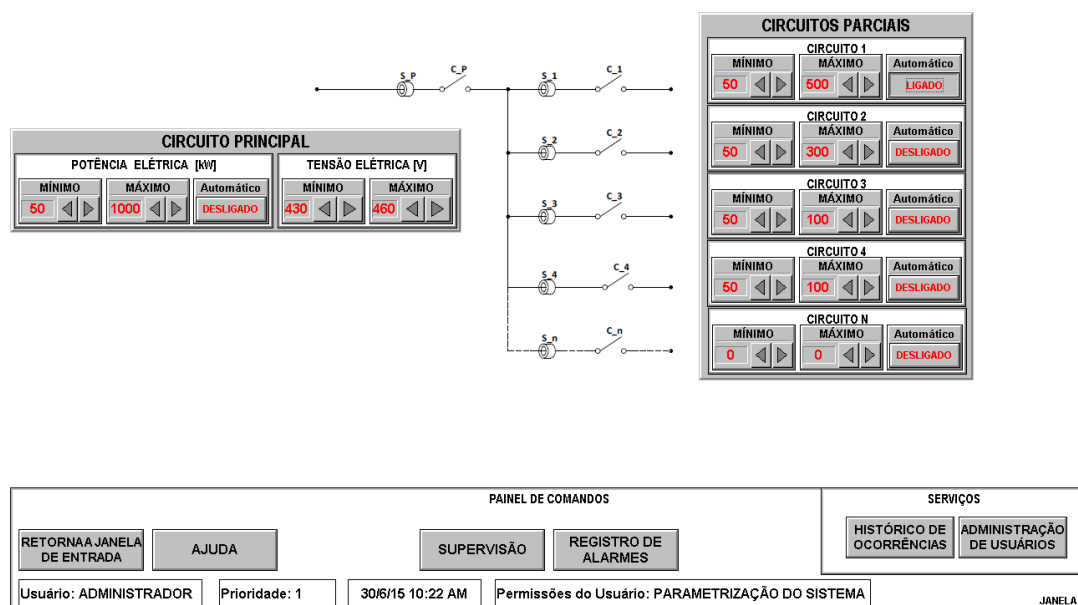 CIRCUITOS PARCIAIS
CIRCUITO 1
MÍNIMO MÁXIMO Automático
50 500 LIGADO
CIRCUITO 2
MÍNIMO MÁXIMO Automático
50 300 DESLIGADO
CIRCUITO 3
MÍNIMO MÁXIMO Automático
50 100 DESLIGADO
CIRCUITO 4
MÍNIMO MÁXIMO Automático
50 100 DESLIGADO
CIRCUITO N
MÍNIMO MÁXIMO Automático
0 0 DESLIGADO
S_P C_P S_1 C_1
S_2 C_2
S_3 C_3
S_4 C_4
S_n C_n
CIRCUITO PRINCIPAL
POTÊNCIA ELÉTRICA [kW] TENSÃO ELÉTRICA [V]
MÍNIMO MÁXIMO Automático MÍNIMO MÁXIMO
50 1000 DESLIGADO 430 460
PAINEL DE COMANDOS
RETORNA A JANELA
DE ENTRADA
AJUDA
SUPERVISÃO
REGISTRO DE
ALARMES
SERVIÇOS
HISTÓRICO DE
OCORRÊNCIAS
ADMINISTRAÇÃO
DE USUÁRIOS
Usuário: ADMINISTRADOR Prioridade: 1 30/6/15 10:22 AM Permissões do Usuário: PARAMETRIZAÇÃO DO SISTEMA
JANELA